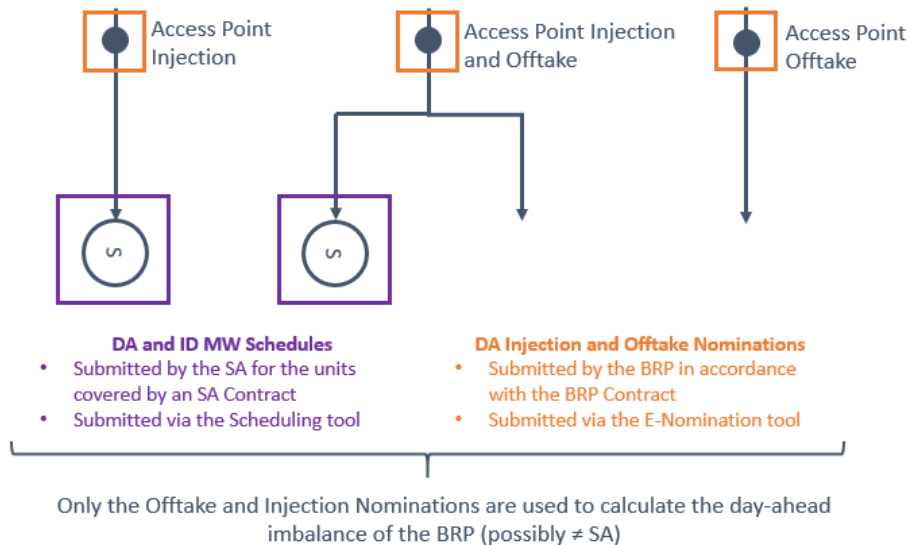 Access Point
Injection
Access Point Injection
and Offtake
Access Point
Offtake
S
S
DA and ID MW Schedules
• Submitted by the SA for the units
covered by an SA Contract
• Submitted via the Scheduling tool
DA Injection and Offtake Nominations
• Submitted by the BRP in accordance
with the BRP Contract
• Submitted via the E-Nomination tool
Only the Offtake and Injection Nominations are used to calculate the day-ahead
imbalance of the BRP (possibly ≠ SA)